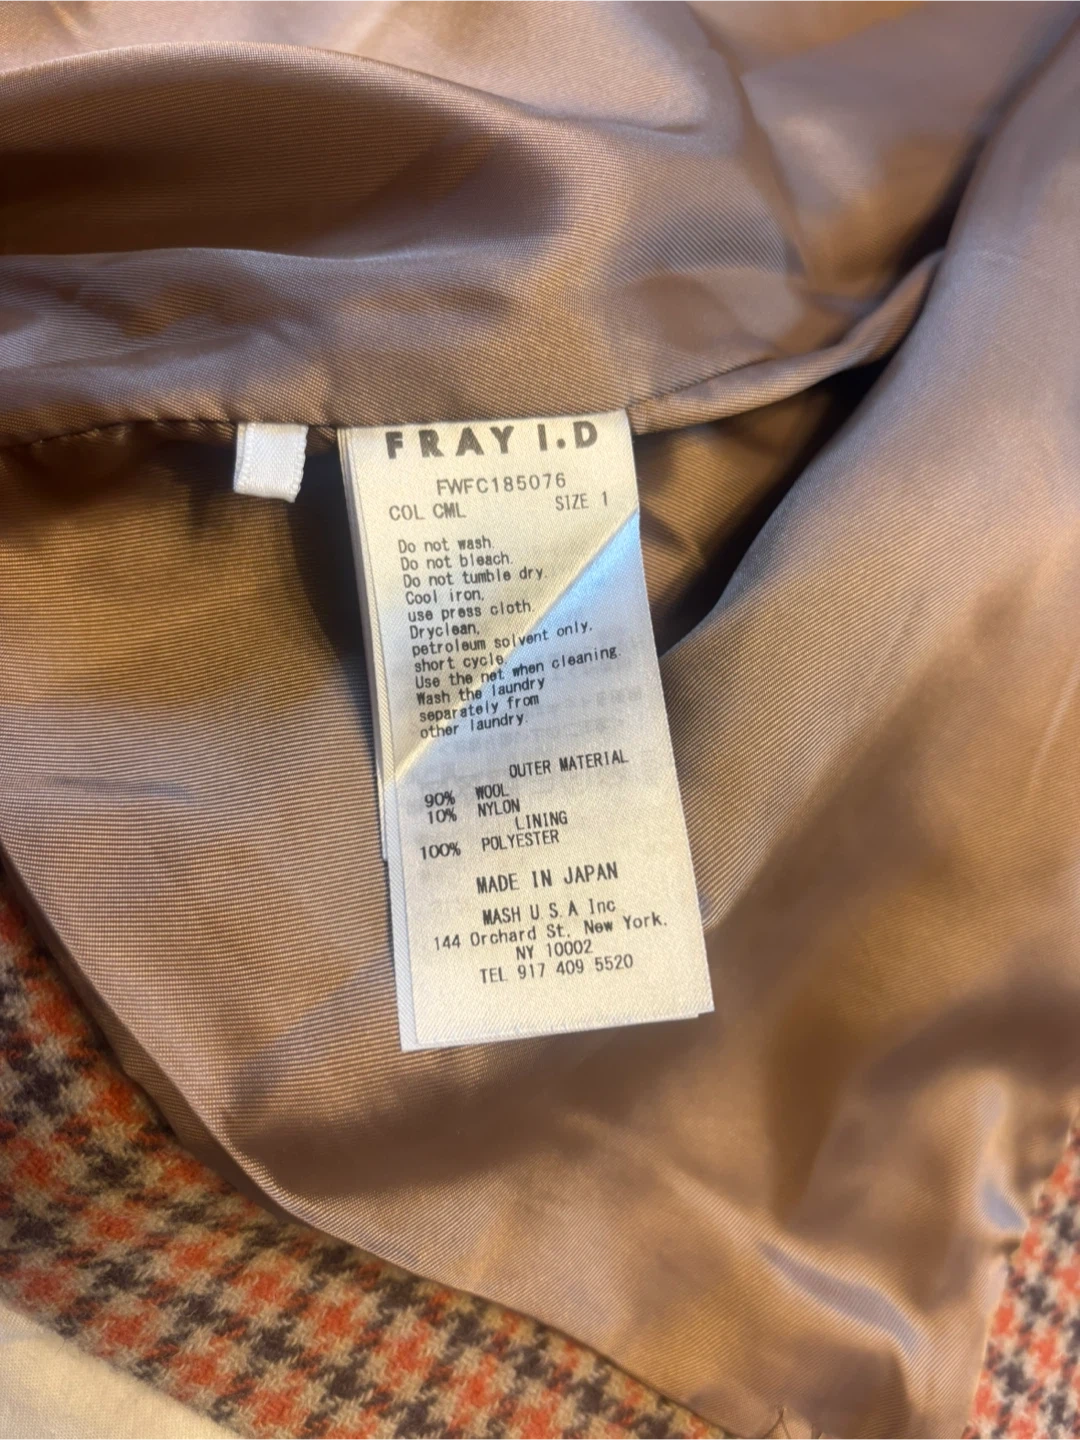 FRAY I.D
FWFC185076
COL CML SIZE 1
Do not wash.
Do not bleach.
Do not tumble dry.
Cool iron,
use press cloth.
Dryclean,
petroleum solvent only,
short cycle.
Use the net when cleaning.
Wash the laundry
separately from
other laundry.
OUTER MATERIAL
90% WOOL
10% NYLON
LINING
100% POLYESTER
MADE IN JAPAN
MASH U.S.A Inc
144 Orchard St. New York.
NY 10002
TEL 917 409 5520